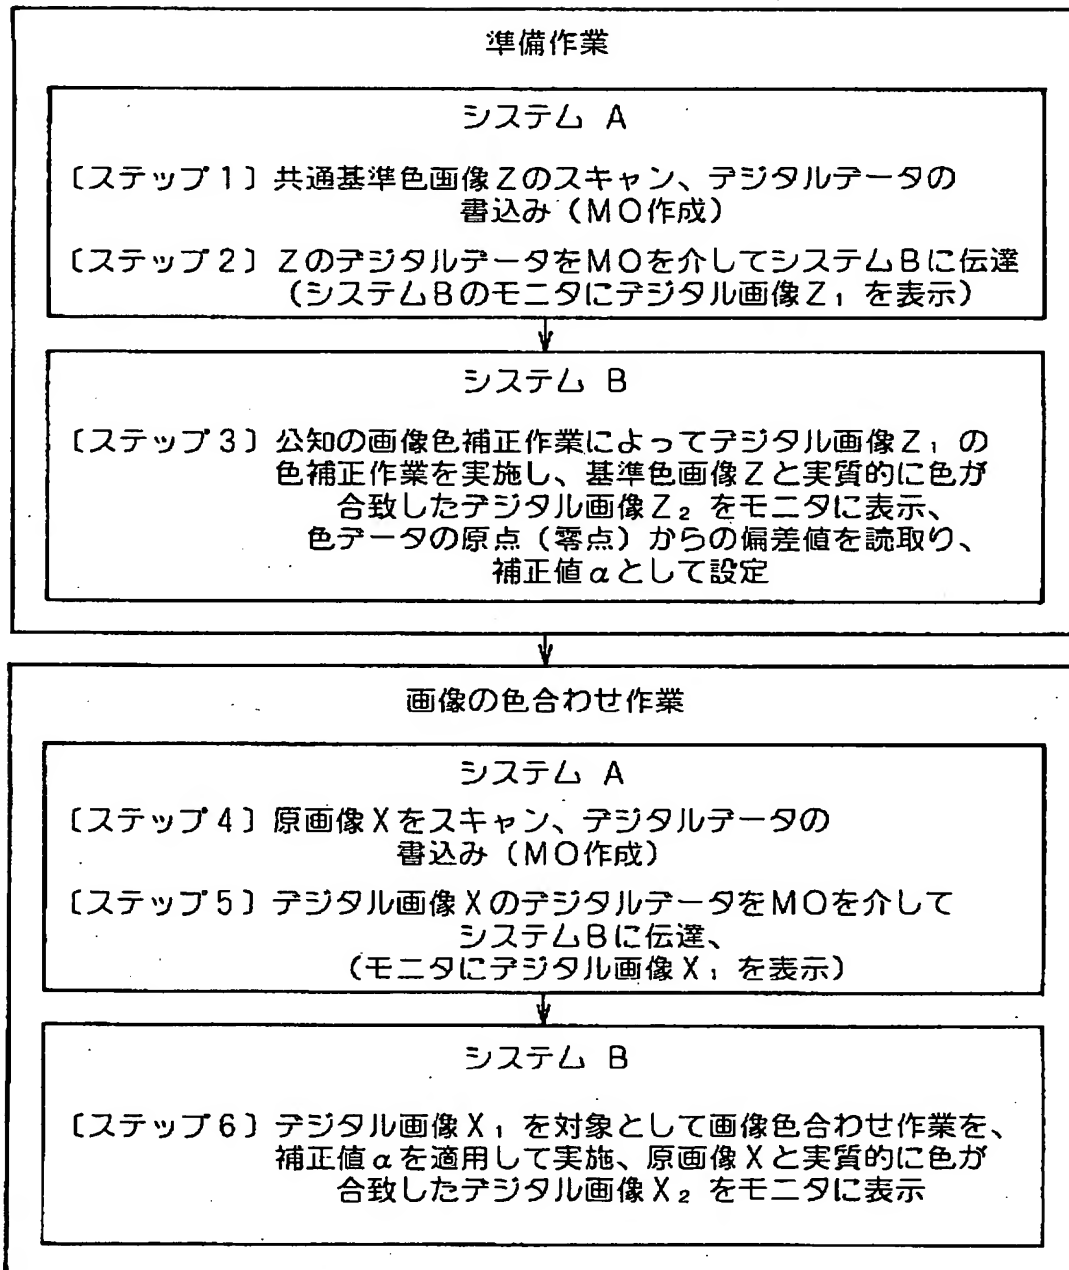 準備作業
システム A
〔ステップ1〕共通基準色画像Zのスキャン、デジタルデータの
書込み(MO作成)
〔ステップ2〕ZのデジタルデータをMOを介してシステムBに伝達
(システムBのモニタにデジタル画像Z₁を表示)
システム B
〔ステップ3〕公知の画像色補正作業によってデジタル画像Z₁の
色補正作業を実施し、基準色画像Zと実質的に色が
合致したデジタル画像Z₂をモニタに表示、
色データの原点(零点)からの偏差値を読取り、
補正値αとして設定
画像の色合わせ作業
システム A
〔ステップ4〕原画像Xをスキャン、デジタルデータの
書込み(MO作成)
〔ステップ5〕デジタル画像XのデジタルデータをMOを介して
システムBに伝達、
(モニタにデジタル画像X₁を表示)
システム B
〔ステップ6〕デジタル画像X₁を対象として画像色合わせ作業を、
補正値αを適用して実施、原画像Xと実質的に色が
合致したデジタル画像X₂をモニタに表示